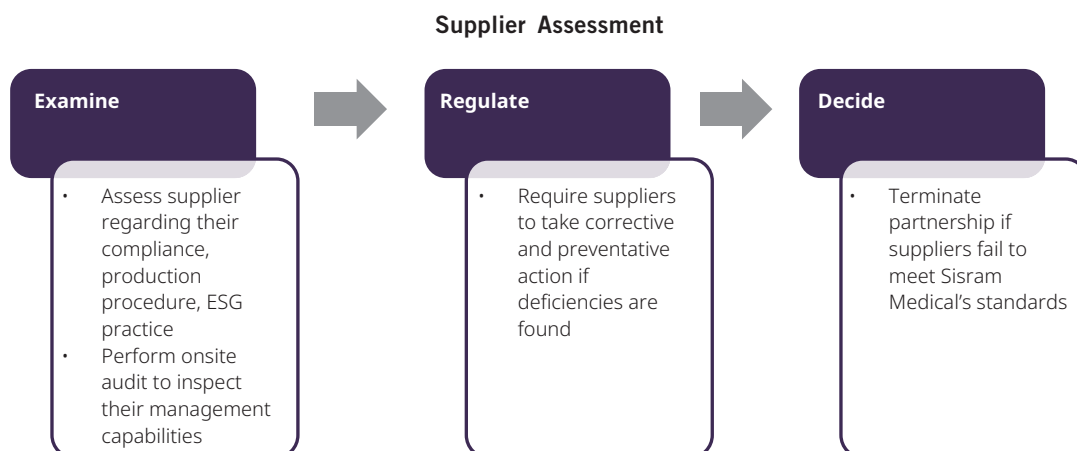 Supplier Assessment
Examine
• Assess supplier
regarding their
compliance,
production
procedure, ESG
practice
• Perform onsite
audit to inspect
their management
capabilities
Regulate
• Require suppliers
to take corrective
and preventative
action if
deficiencies are
found
Decide
• Terminate
partnership if
suppliers fail to
meet Sisram
Medical’s standards